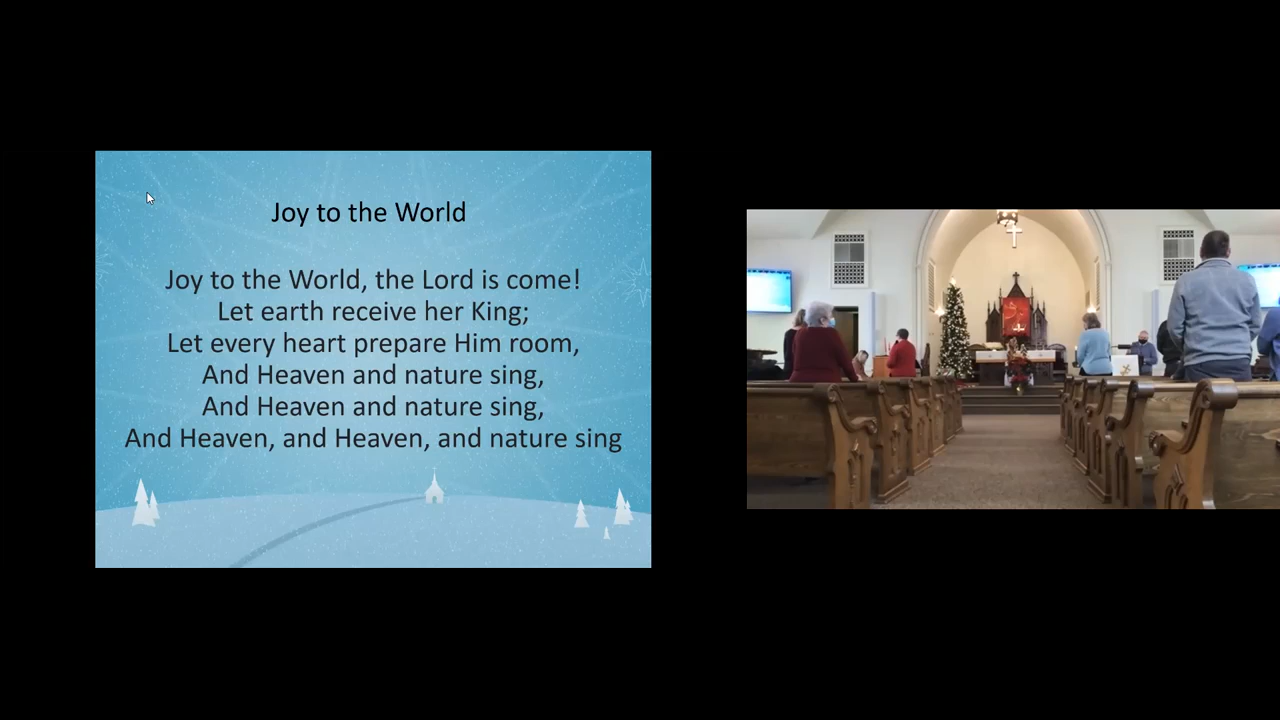 Joy to the World
Joy to the World, the Lord is come!
Let earth receive her King;
Let every heart prepare Him room,
And Heaven and nature sing,
And Heaven and nature sing,
And Heaven, and Heaven, and nature sing